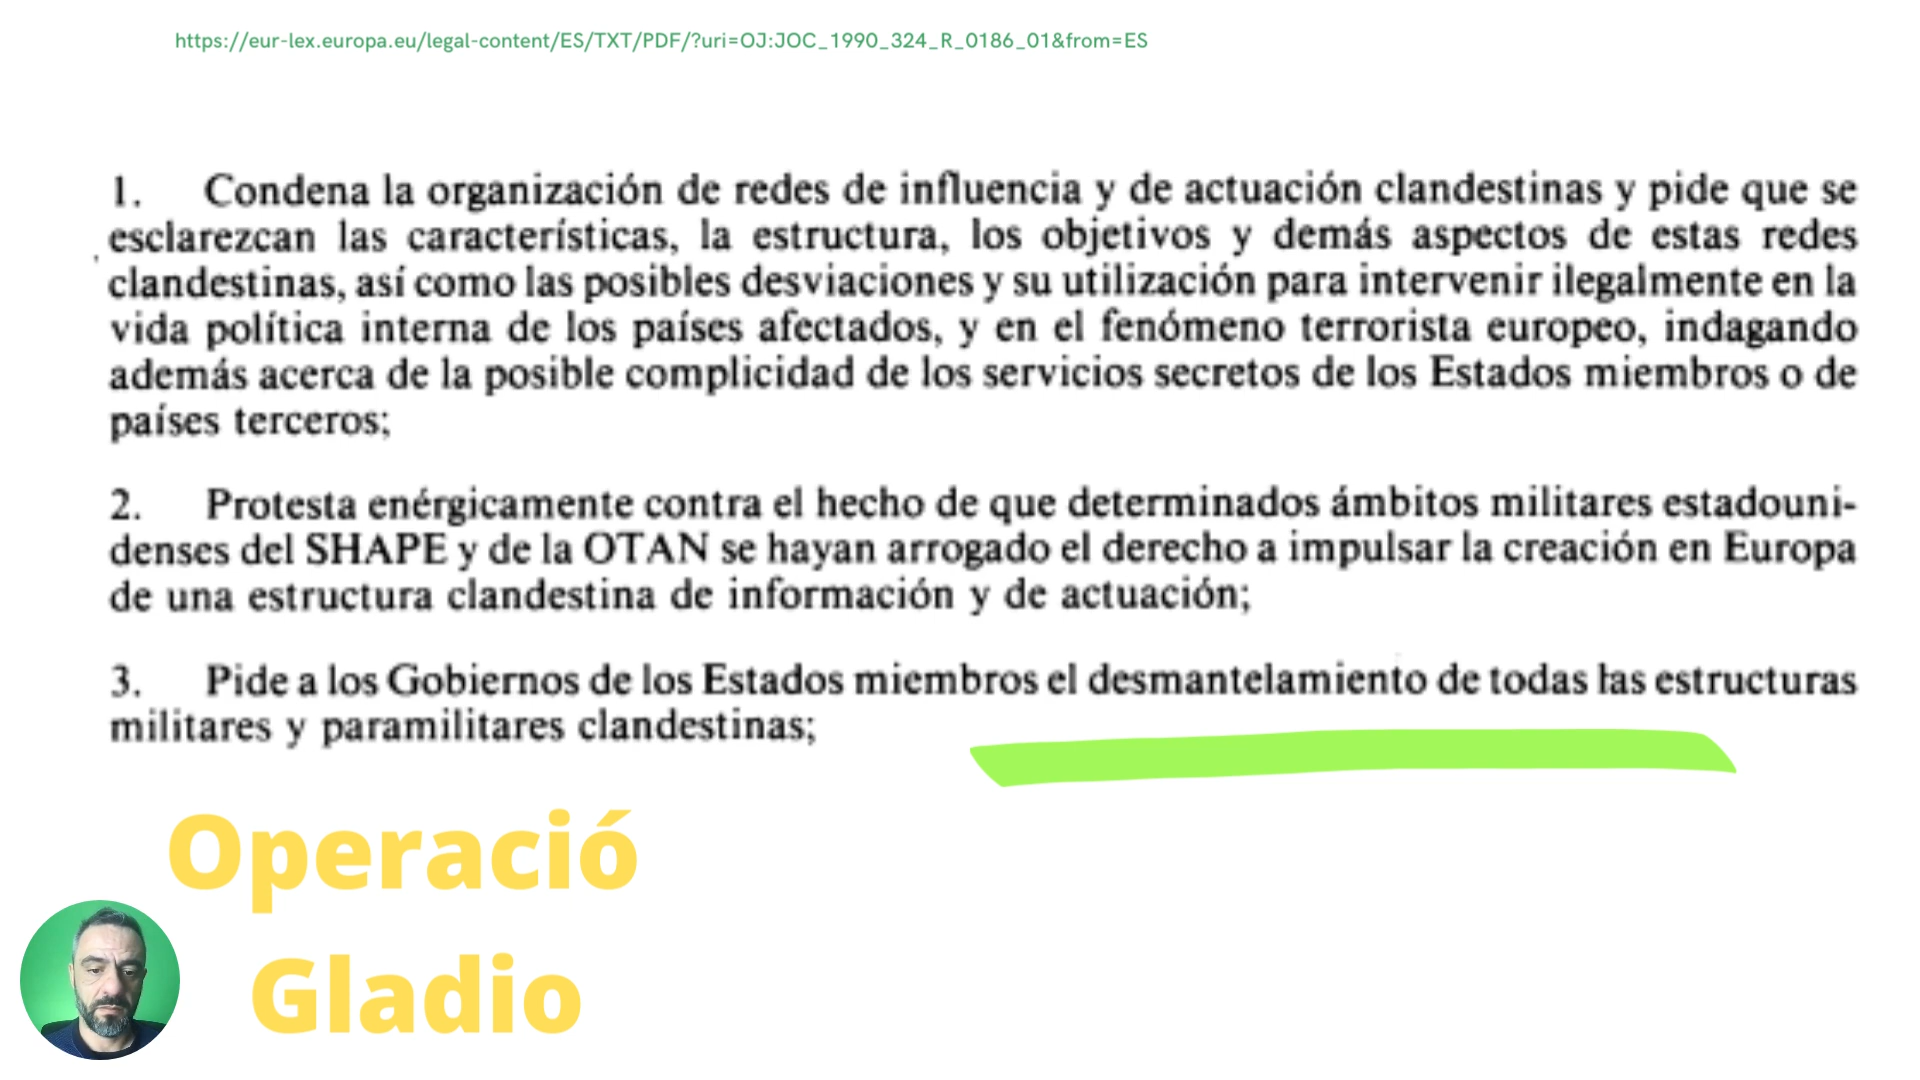 https://eur-lex.europa.eu/legal-content/ES/TXT/PDF/?uri=OJ:JOC_1990_324_R_0186_01&from=ES
1. Condena la organización de redes de influencia y de actuación clandestinas y pide que se
esclarezcan las características, la estructura, los objetivos y demás aspectos de estas redes
clandestinas, así como las posibles desviaciones y su utilización para intervenir ilegalmente en la
vida política interna de los países afectados, y en el fenómeno terrorista europeo, indagando
además acerca de la posible complicidad de los servicios secretos de los Estados miembros o de
países terceros;
2. Protesta enérgicamente contra el hecho de que determinados ámbitos militares estadouni-
denses del SHAPE y de la OTAN se hayan arrogado el derecho a impulsar la creación en Europa
de una estructura clandestina de información y de actuación;
3. Pide a los Gobiernos de los Estados miembros el desmantelamiento de todas las estructuras
militares y paramilitares clandestinas;
Operació
Gladio